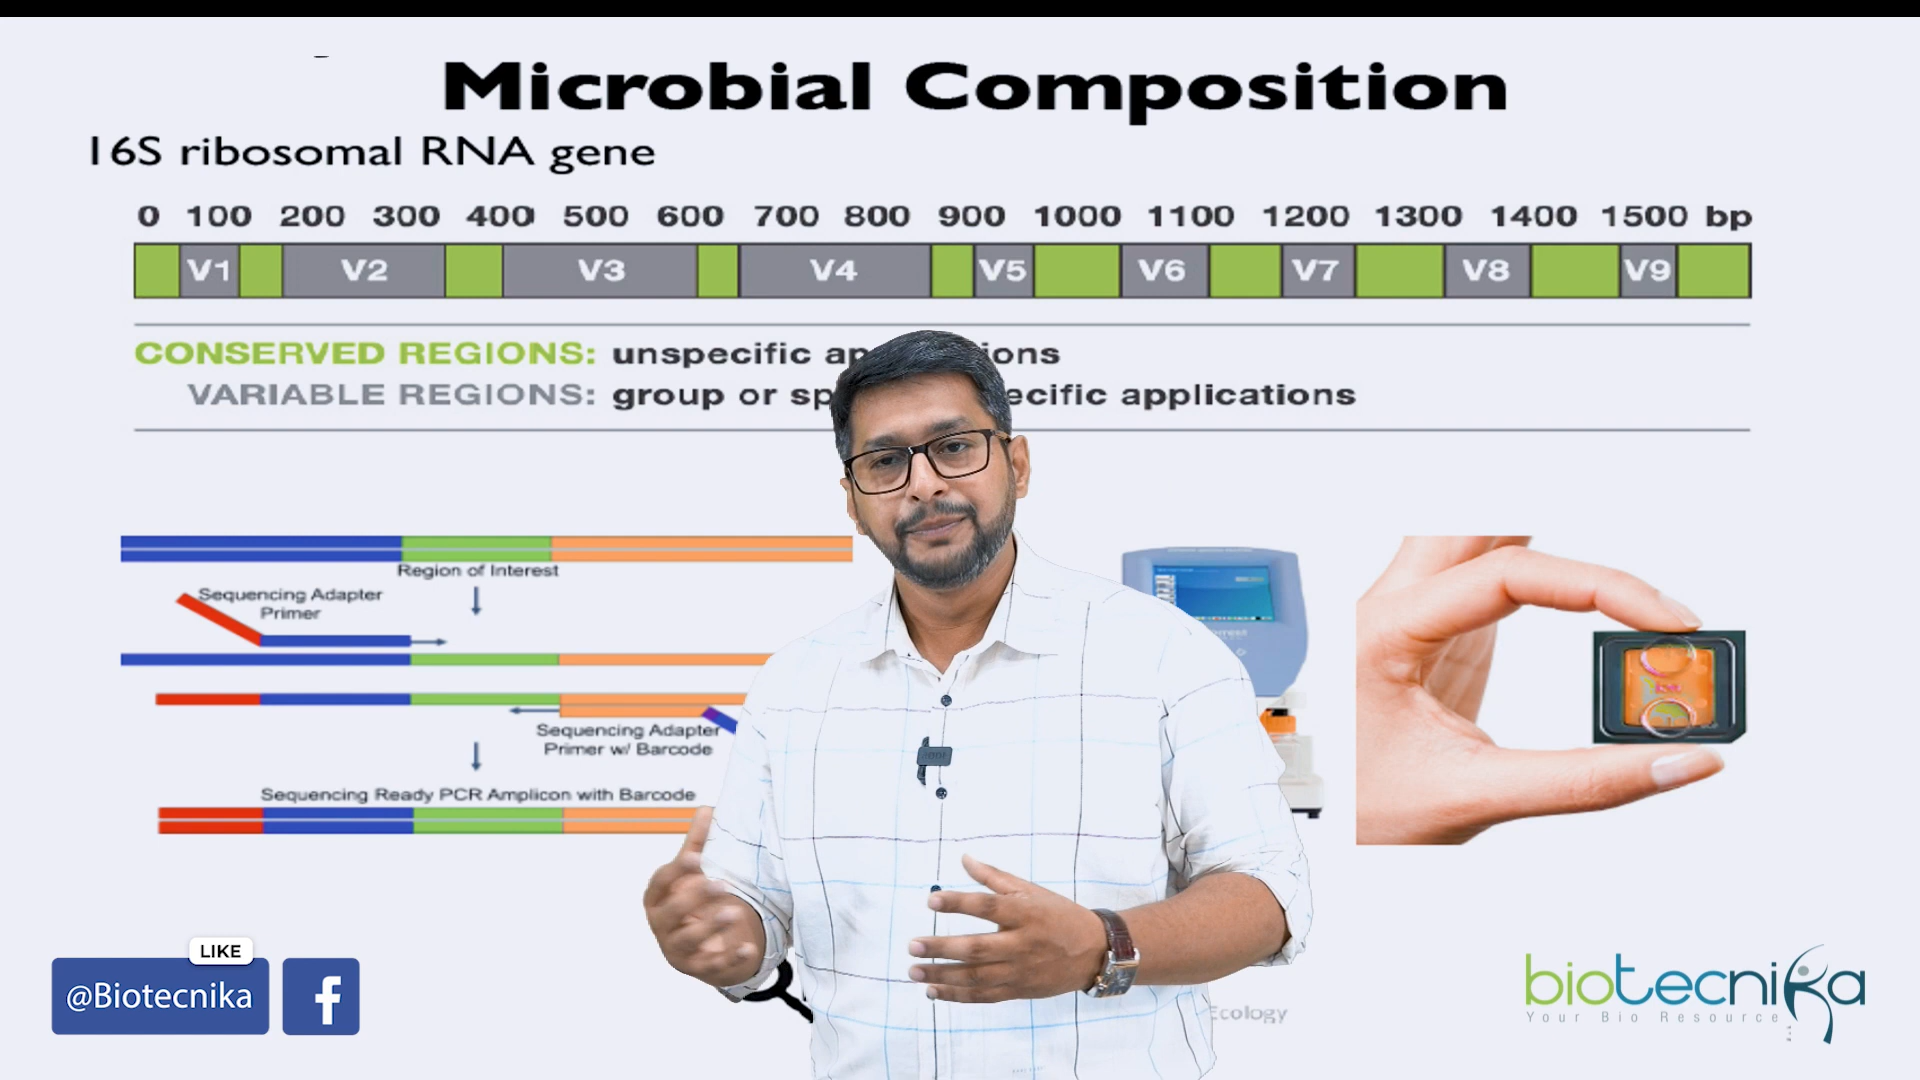 Microbial Composition
16S ribosomal RNA gene
0 100 200 300 400 500 600 700 800 900 1000 1100 1200 1300 1400 1500 bp
V1 V2 V3 V4 V5 V6 V7 V8 V9
CONSERVED REGIONS: unspecific ap ions
VARIABLE REGIONS: group or sp ecific applications
Region of Interest
Sequencing Adapter
Primer
Sequencing Adapter
Primer w/ Barcode
Sequencing Ready PCR Amplicon with Barcode
Ecology
LIKE
@Biotecnika
f
biotecnika
Your Bio Resource